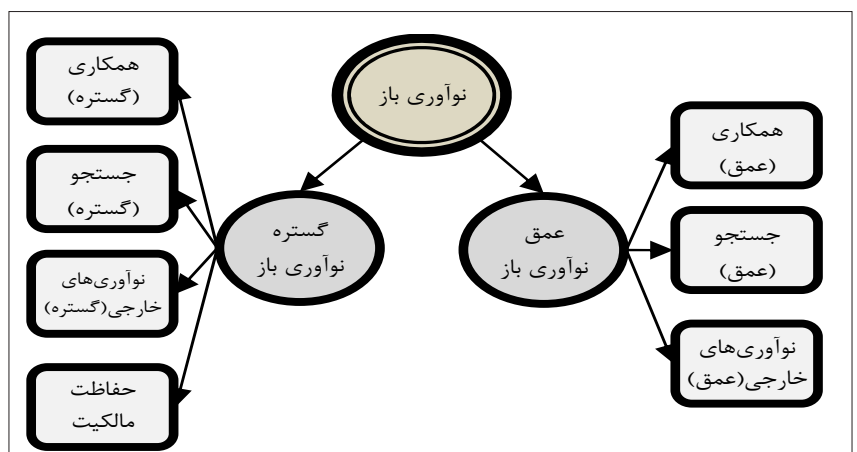 نوآوری باز
همکاری
(عمق)
جستجو
(عمق)
نوآوری‌های
خارجی(عمق)
عمق
نوآوری باز
گستره
نوآوری باز
همکاری
(گستره)
جستجو
(گستره)
نوآوری‌های
خارجی(گستره)
حفاظت
مالکیت